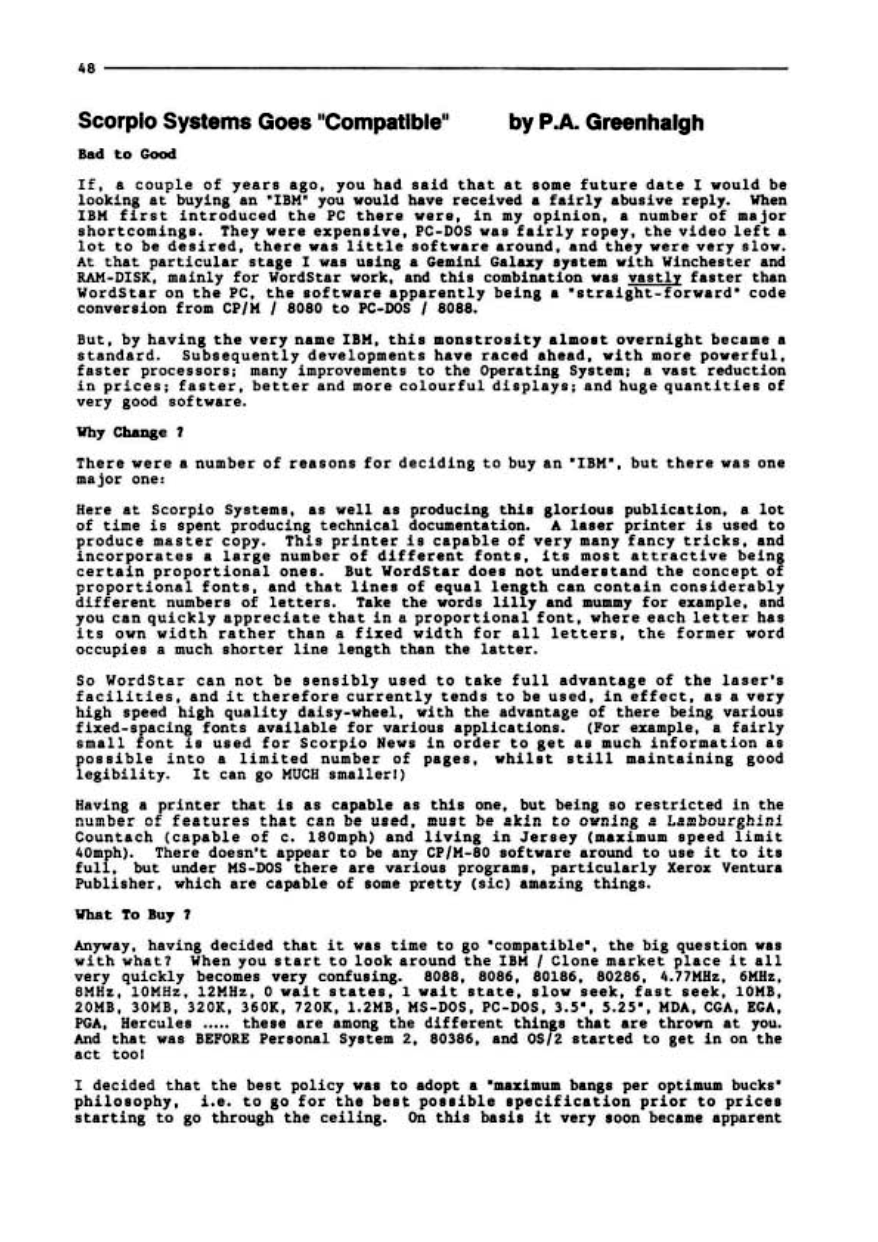 48
Scorpio Systems Goes "Compatible" by P.A. Greenhalgh
Bad to Good
If, a couple of years ago, you had said that at some future date I would be
looking at buying an "IBM" you would have received a fairly abusive reply. When
IBM first introduced the PC there were, in my opinion, a number of major
shortcomings. They were expensive, PC-DOS was fairly ropey, the video left a
lot to be desired, there was little software around, and they were very slow.
At that particular stage I was using a Gemini Galaxy system with Winchester and
RAM-DISK, mainly for WordStar work, and this combination was vastly faster than
WordStar on the PC, the software apparently being a "straight-forward" code
conversion from CP/M / 8080 to PC-DOS / 8088.
But, by having the very name IBM, this monstrosity almost overnight became a
standard. Subsequently developments have raced ahead, with more powerful,
faster processors; many improvements to the Operating System; a vast reduction
in prices; faster, better and more colourful displays; and huge quantities of
very good software.
Why Change ?
There were a number of reasons for deciding to buy an "IBM", but there was one
major one:
Here at Scorpio Systems, as well as producing this glorious publication, a lot
of time is spent producing technical documentation. A laser printer is used to
produce master copy. This printer is capable of very many fancy tricks, and
incorporates a large number of different fonts, its most attractive being
certain proportional ones. But WordStar does not understand the concept of
proportional fonts, and that lines of equal length can contain considerably
different numbers of letters. Take the words lilly and mummy for example, and
you can quickly appreciate that in a proportional font, where each letter has
its own width rather than a fixed width for all letters, the former word
occupies a much shorter line length than the latter.
So WordStar can not be sensibly used to take full advantage of the laser's
facilities, and it therefore currently tends to be used, in effect, as a very
high speed high quality daisy-wheel, with the advantage of there being various
fixed-spacing fonts available for various applications. (For example, a fairly
small font is used for Scorpio News in order to get as much information as
possible into a limited number of pages, whilst still maintaining good
legibility. It can go MUCH smaller!)
Having a printer that is as capable as this one, but being so restricted in the
number of features that can be used, must be akin to owning a Lambourghini
Countach (capable of c. 180mph) and living in Jersey (maximum speed limit
40mph). There doesn't appear to be any CP/M-80 software around to use it to its
full, but under MS-DOS there are various programs, particularly Xerox Ventura
Publisher, which are capable of some pretty (sic) amazing things.
What To Buy ?
Anyway, having decided that it was time to go "compatible", the big question was
with what? When you start to look around the IBM / Clone market place it all
very quickly becomes very confusing. 8088, 8086, 80186, 80286, 4.77MHz, 6MHz,
8MHz, 10MHz, 12MHz, 0 wait states, 1 wait state, slow seek, fast seek, 10MB,
20MB, 30MB, 320K, 360K, 720K, 1.2MB, MS-DOS, PC-DOS, 3.5", 5.25", MDA, CGA, EGA,
PGA, Hercules ..... these are among the different things that are thrown at you.
And that was BEFORE Personal System 2, 80386, and OS/2 started to get in on the
act too!
I decided that the best policy was to adopt a "maximum bangs per optimum bucks"
philosophy, i.e. to go for the best possible specification prior to prices
starting to go through the ceiling. On this basis it very soon became apparent